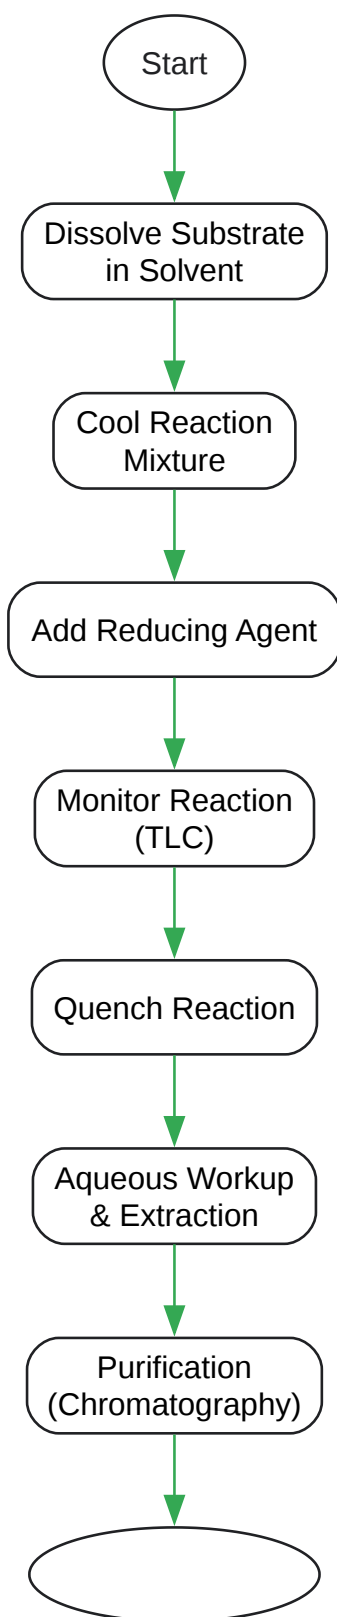 Start
Dissolve Substrate
in Solvent
Cool Reaction
Mixture
Add Reducing Agent
Monitor Reaction
(TLC)
Quench Reaction
Aqueous Workup
& Extraction
Purification
(Chromatography)